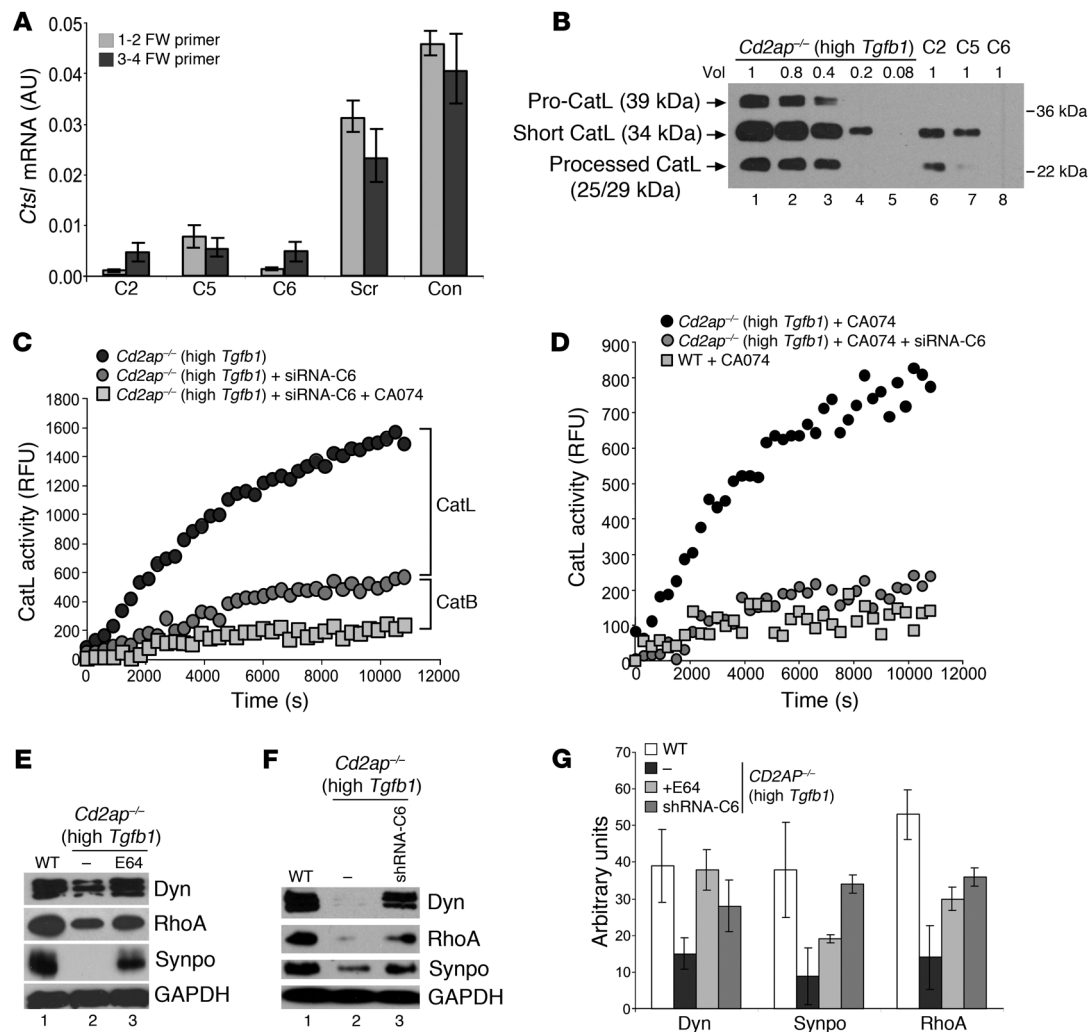 A
Ctsl mRNA (AU)
0.05
0.04
0.03
0.02
0.01
0.00
1-2 FW primer
3-4 FW primer
C2 C5 C6 Scr Con
B
Cd2ap–/– (high Tgfb1) C2 C5 C6
Vol 1 0.8 0.4 0.2 0.08 1 1 1
Pro-CatL (39 kDa)
Short CatL (34 kDa)
Processed CatL
(25/29 kDa)
36 kDa
22 kDa
1 2 3 4 5 6 7 8
C
Cd2ap–/– (high Tgfb1)
Cd2ap–/– (high Tgfb1) + siRNA-C6
Cd2ap–/– (high Tgfb1) + siRNA-C6 + CA074
CatL activity (RFU)
1800
1600
1400
1200
1000
800
600
400
200
0
CatL
CatB
0 2000 4000 6000 8000 10000 12000
Time (s)
D
Cd2ap–/– (high Tgfb1) + CA074
Cd2ap–/– (high Tgfb1) + CA074 + siRNA-C6
WT + CA074
CatL activity (RFU)
900
800
700
600
500
400
300
200
100
0
0 2000 4000 6000 8000 10000 12000
Time (s)
E
Cd2ap–/–
(high Tgfb1)
WT – E64
Dyn
RhoA
Synpo
GAPDH
1 2 3
F
Cd2ap–/–
(high Tgfb1)
WT – shRNA-C6
Dyn
RhoA
Synpo
GAPDH
1 2 3
G
Arbitrary units
70
60
50
40
30
20
10
0
WT
–
+E64
shRNA-C6
CD2AP–/–
(high Tgfb1)
Dyn Synpo RhoA